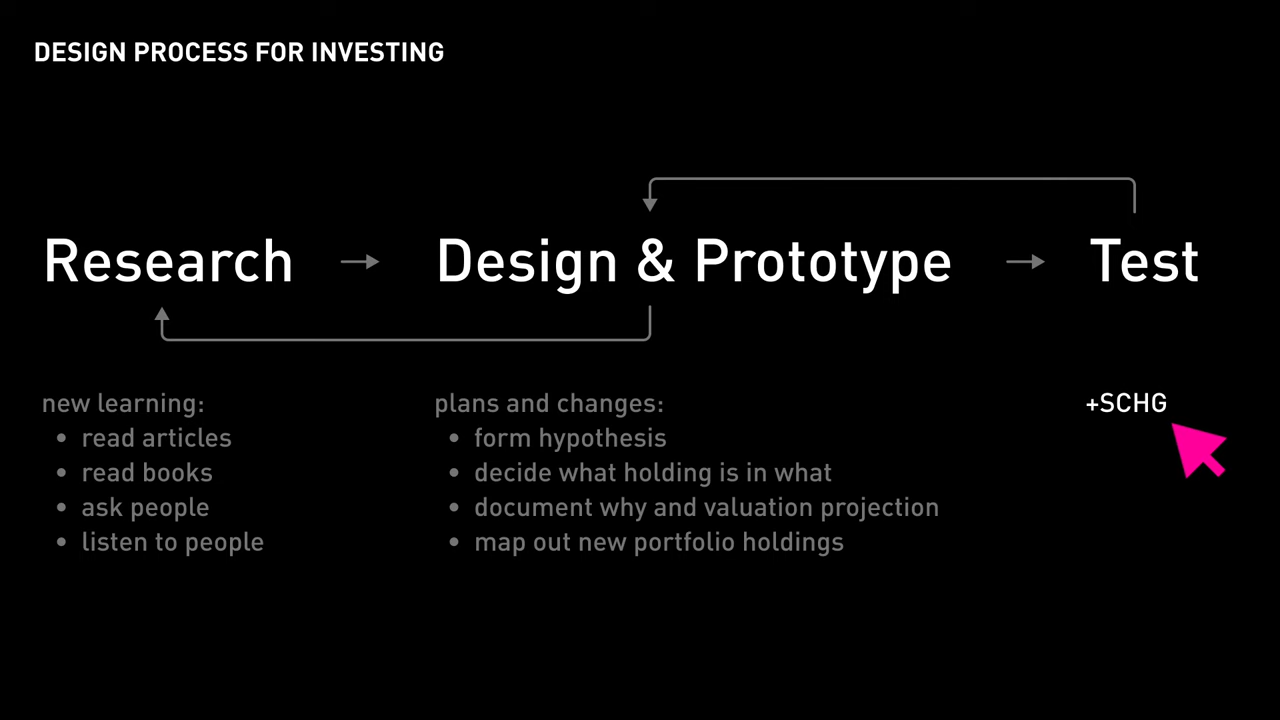 DESIGN PROCESS FOR INVESTING
Research → Design & Prototype → Test
new learning:
• read articles
• read books
• ask people
• listen to people
plans and changes:
• form hypothesis
• decide what holding is in what
• document why and valuation projection
• map out new portfolio holdings
+SCHG